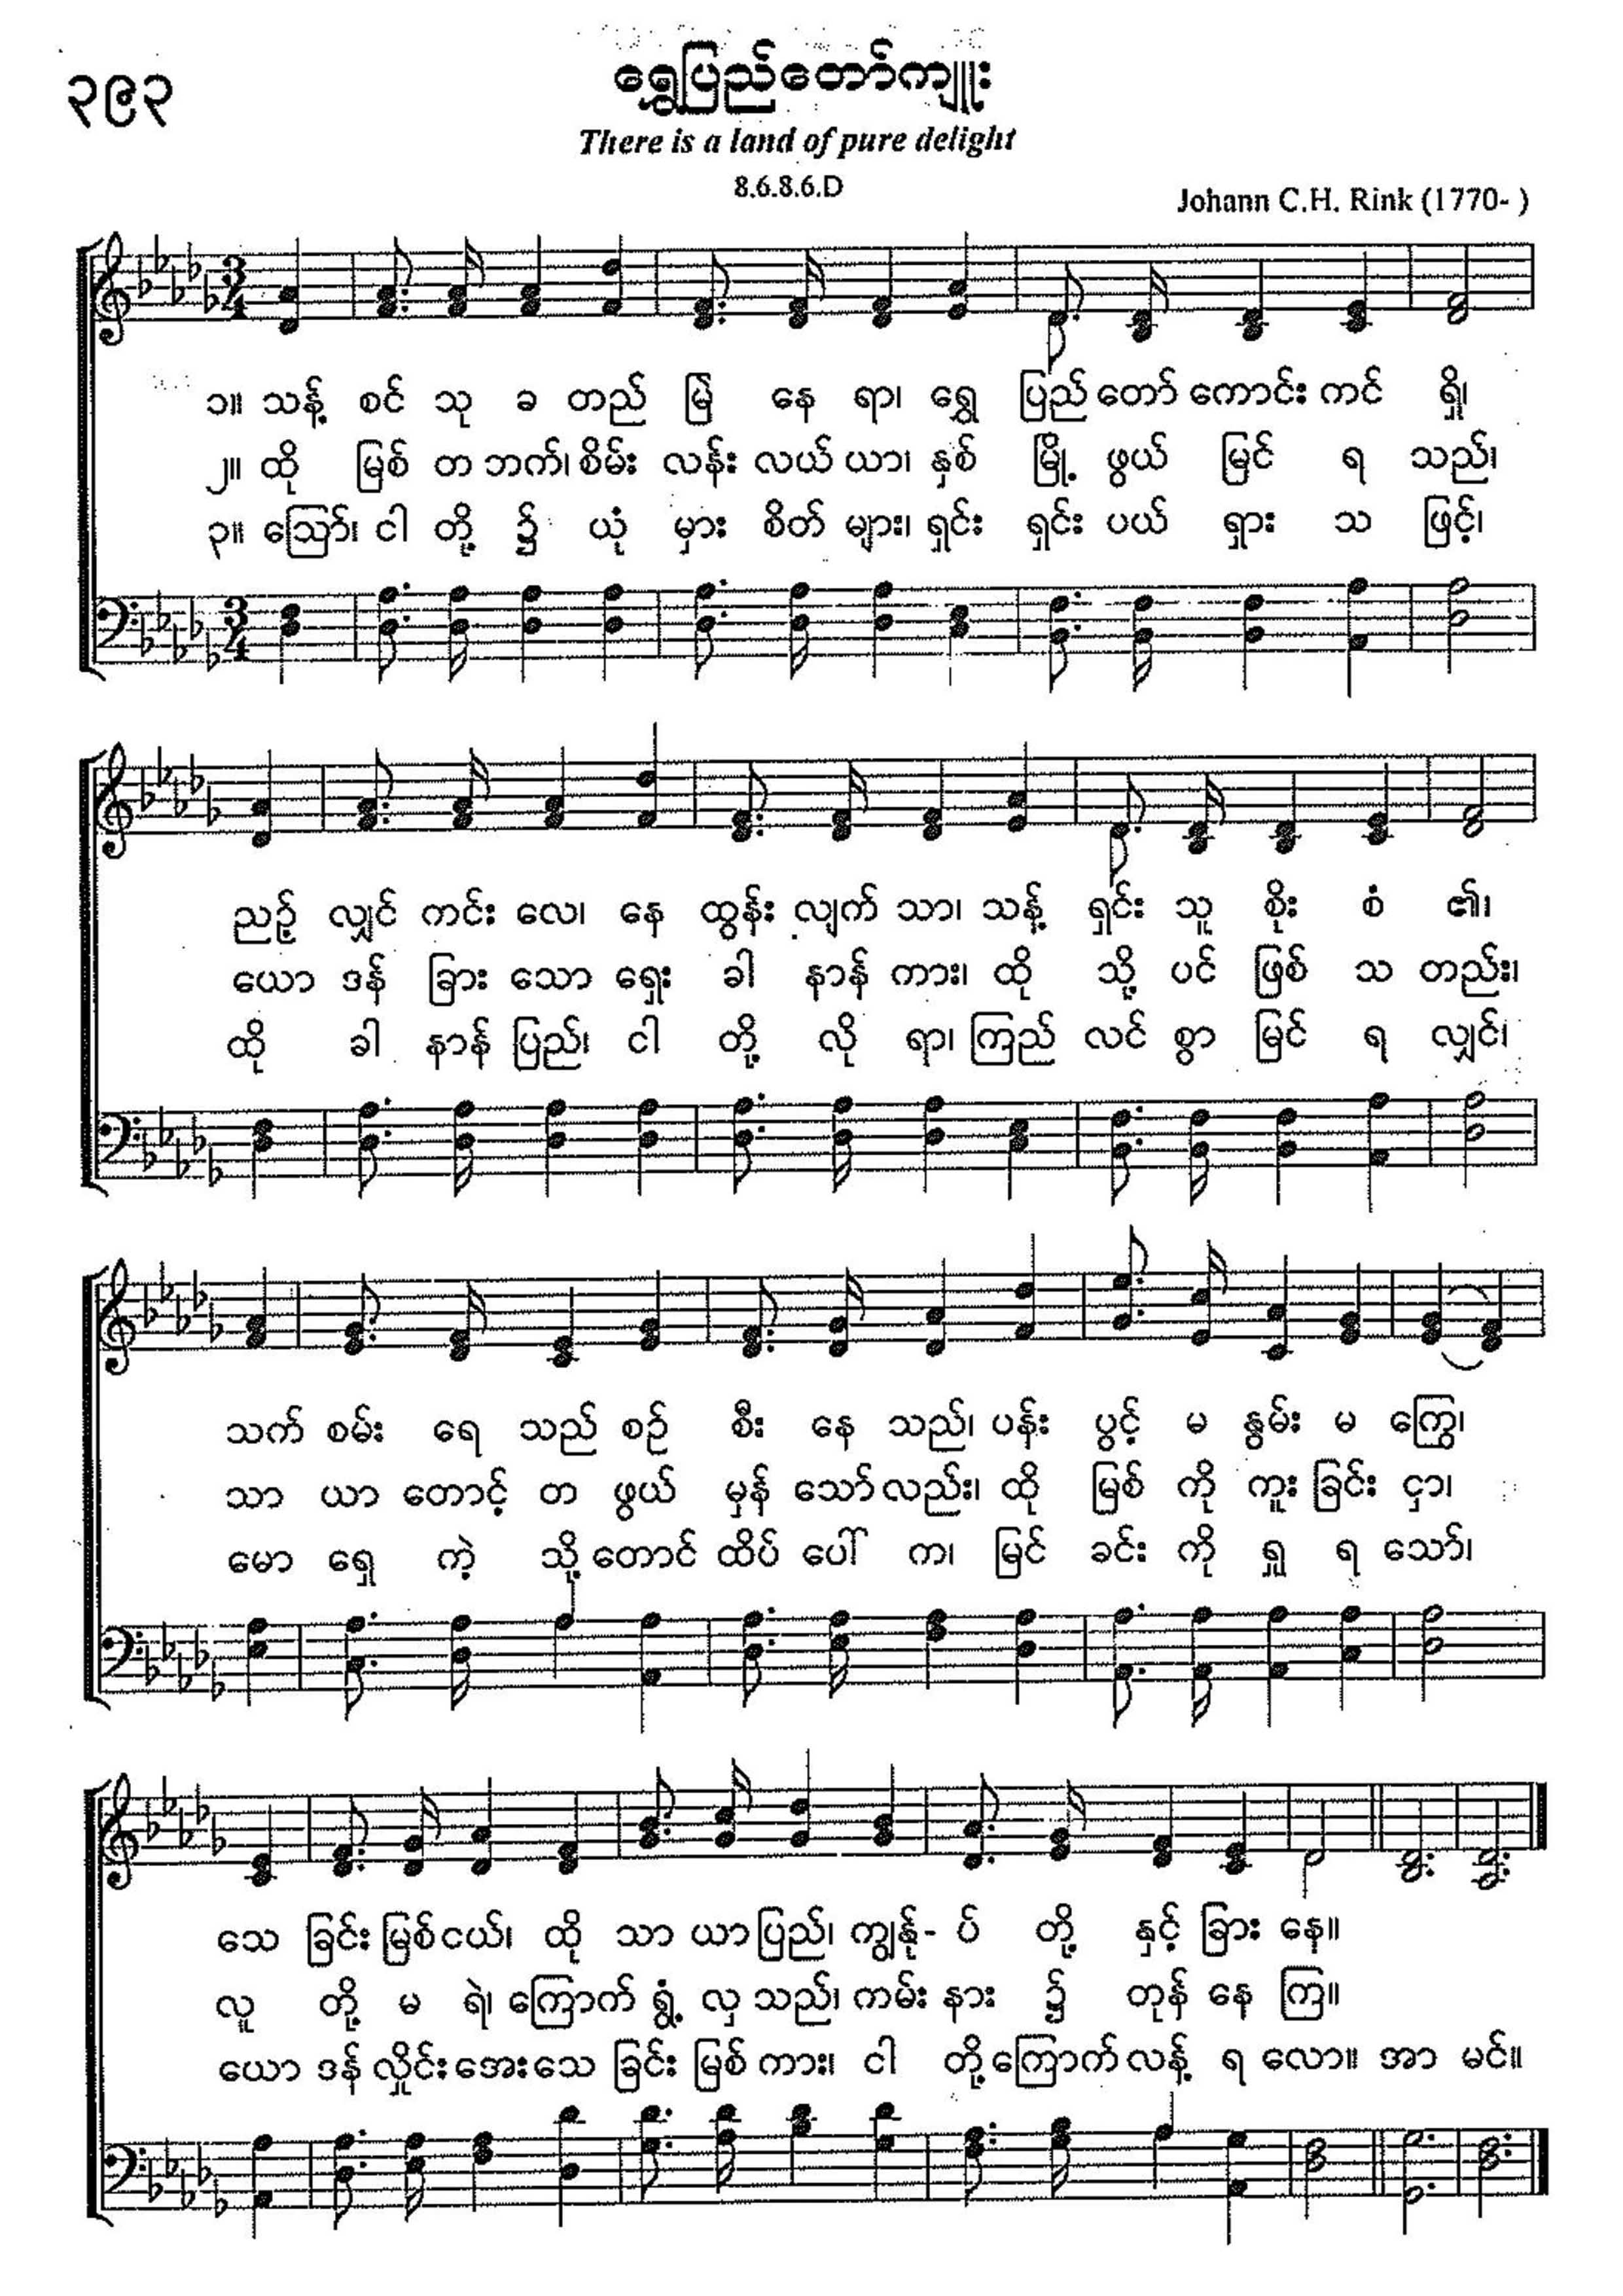 ၃၉၃
ရွှေပြည်တော်ကျူး
There is a land of pure delight
8.6.8.6.D
Johann C.H. Rink (1770- )
၁။ သန့် စင် သု ခ တည် မြဲ နေ ရာ၊ ရွှေ ပြည် တော် ကောင်း ကင် ရှိ၊
၂။ ထို မြစ် တ ဘက်၊ စိမ်း လန်း လယ် ယာ၊ နှစ် မြို့ ဖွယ် မြင် ရ သည်၊
၃။ ဩော်၊ ငါ တို့ ၌ ယုံ မှား စိတ် များ၊ ရှင်း ရှင်း ပယ် ရှား သ ဖြင့်၊
ညဉ့် လျှင် ကင်း လေ၊ နေ ထွန်း လျက် သာ၊ သန့် ရှင်း သူ စိုး စံ ၏၊
ယော ဒန် ခြား သော ရှေး ခါ နာန် ကား၊ ထို သို့ ပင် ဖြစ် သ တည်း၊
ထို ခါ နာန် ပြည်၊ ငါ တို့ လို ရာ၊ ကြည် လင် စွာ မြင် ရ လျှင်၊
သက် စမ်း ရေ သည် စဉ် စီး နေ သည်၊ ပန်း ပွင့် မ နွမ်း မ ကြွေ၊
သာ ယာ တောင့် တ ဖွယ် မှန် သော် လည်း၊ ထို မြစ် ကို ကူး ခြင်း ငှာ၊
မော ရှေ ကဲ့ သို့ တောင် ထိပ် ပေါ် က၊ မြင် ခင်း ကို ရှု ရ သော်၊
သေ ခြင်း မြစ် ငယ်၊ ထို သာ ယာ ပြည်၊ ကျွန်ု- ပ် တို့ နှင့် ခြား နေ။
လူ တို့ မ ရဲ၊ ကြောက် ရွံ့ လှ သည်၊ ကမ်း နား ၌ တုန် နေ ကြ။
ယော ဒန် လှိုင်း အေး သေ ခြင်း မြစ် ကား၊ ငါ တို့ ကြောက် လန့် ရ လော။ အာ မင်။